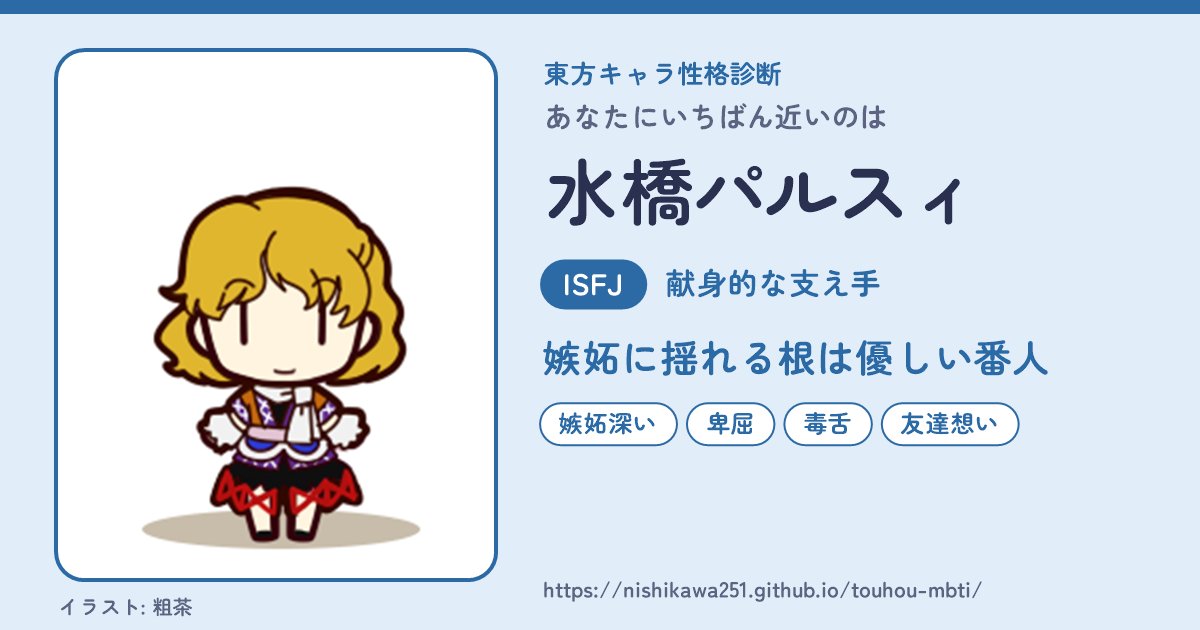 東方キャラ性格診断
あなたにいちばん近いのは
水橋パルスィ
ISFJ 献身的な支え手
嫉妬に揺れる根は優しい番人
嫉妬深い 卑屈 毒舌 友達想い
https://nishikawa251.github.io/touhou-mbti/
イラスト: 粗茶